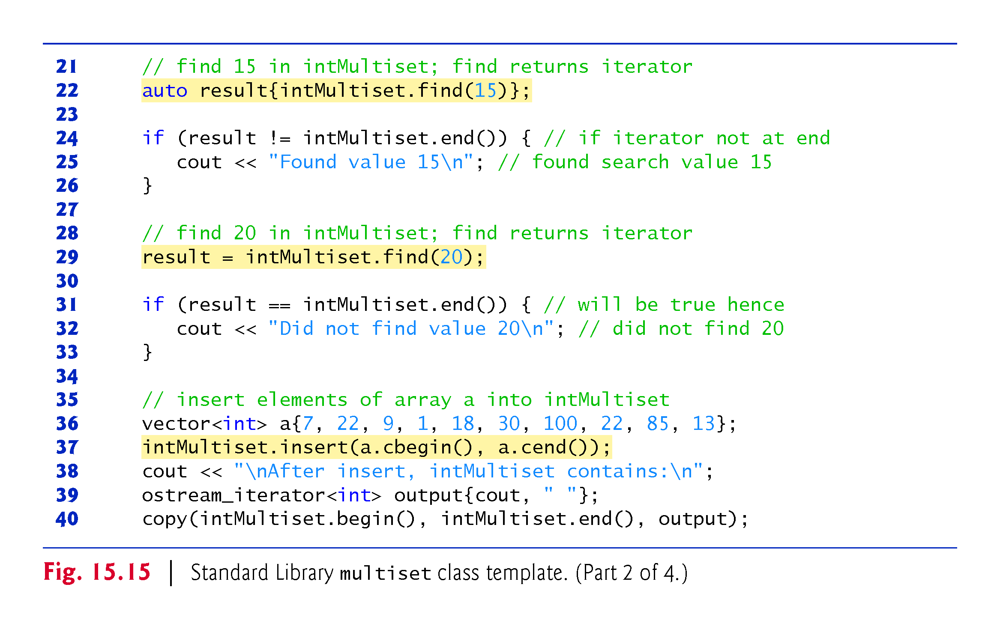 21 // find 15 in intMultiset; find returns iterator
22 auto result{intMultiset.find(15)};
23
24 if (result != intMultiset.end()) { // if iterator not at end
25    cout << "Found value 15\n"; // found search value 15
26 }
27
28 // find 20 in intMultiset; find returns iterator
29 result = intMultiset.find(20);
30
31 if (result == intMultiset.end()) { // will be true hence
32    cout << "Did not find value 20\n"; // did not find 20
33 }
34
35 // insert elements of array a into intMultiset
36 vector<int> a{7, 22, 9, 1, 18, 30, 100, 22, 85, 13};
37 intMultiset.insert(a.cbegin(), a.cend());
38 cout << "\nAfter insert, intMultiset contains:\n";
39 ostream_iterator<int> output{cout, " "};
40 copy(intMultiset.begin(), intMultiset.end(), output);
Fig. 15.15 | Standard Library multiset class template. (Part 2 of 4.)